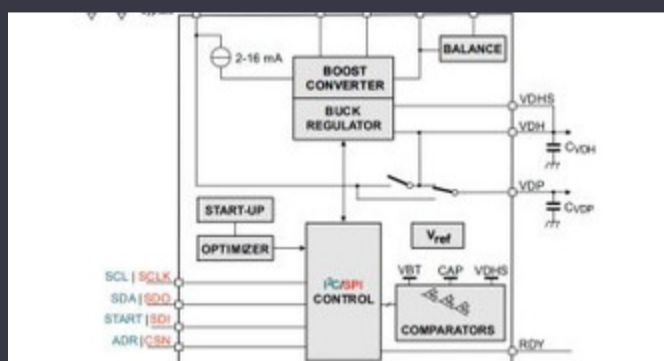 2-16 mA
BALANCE
BOOST
CONVERTER
BUCK
REGULATOR
VDHS
VDH
CVDH
VDP
CVDP
START-UP
OPTIMIZER
Vref
SCL | SCLK
SDA | SDO
START | SDI
ADR | CSN
I²C/SPI
CONTROL
VBT CAP VDHS
COMPARATORS
RDY